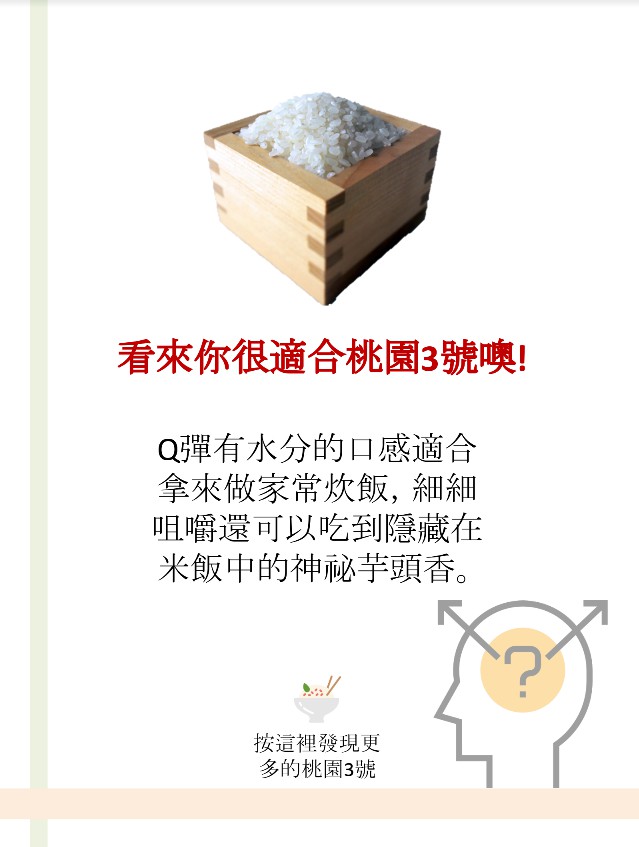 看來你很適合桃園3號噢!
Q彈有水分的口感適合
拿來做家常炊飯，細細
咀嚼還可以吃到隱藏在
米飯中的神祕芋頭香。
?
按這裡發現更
多的桃園3號